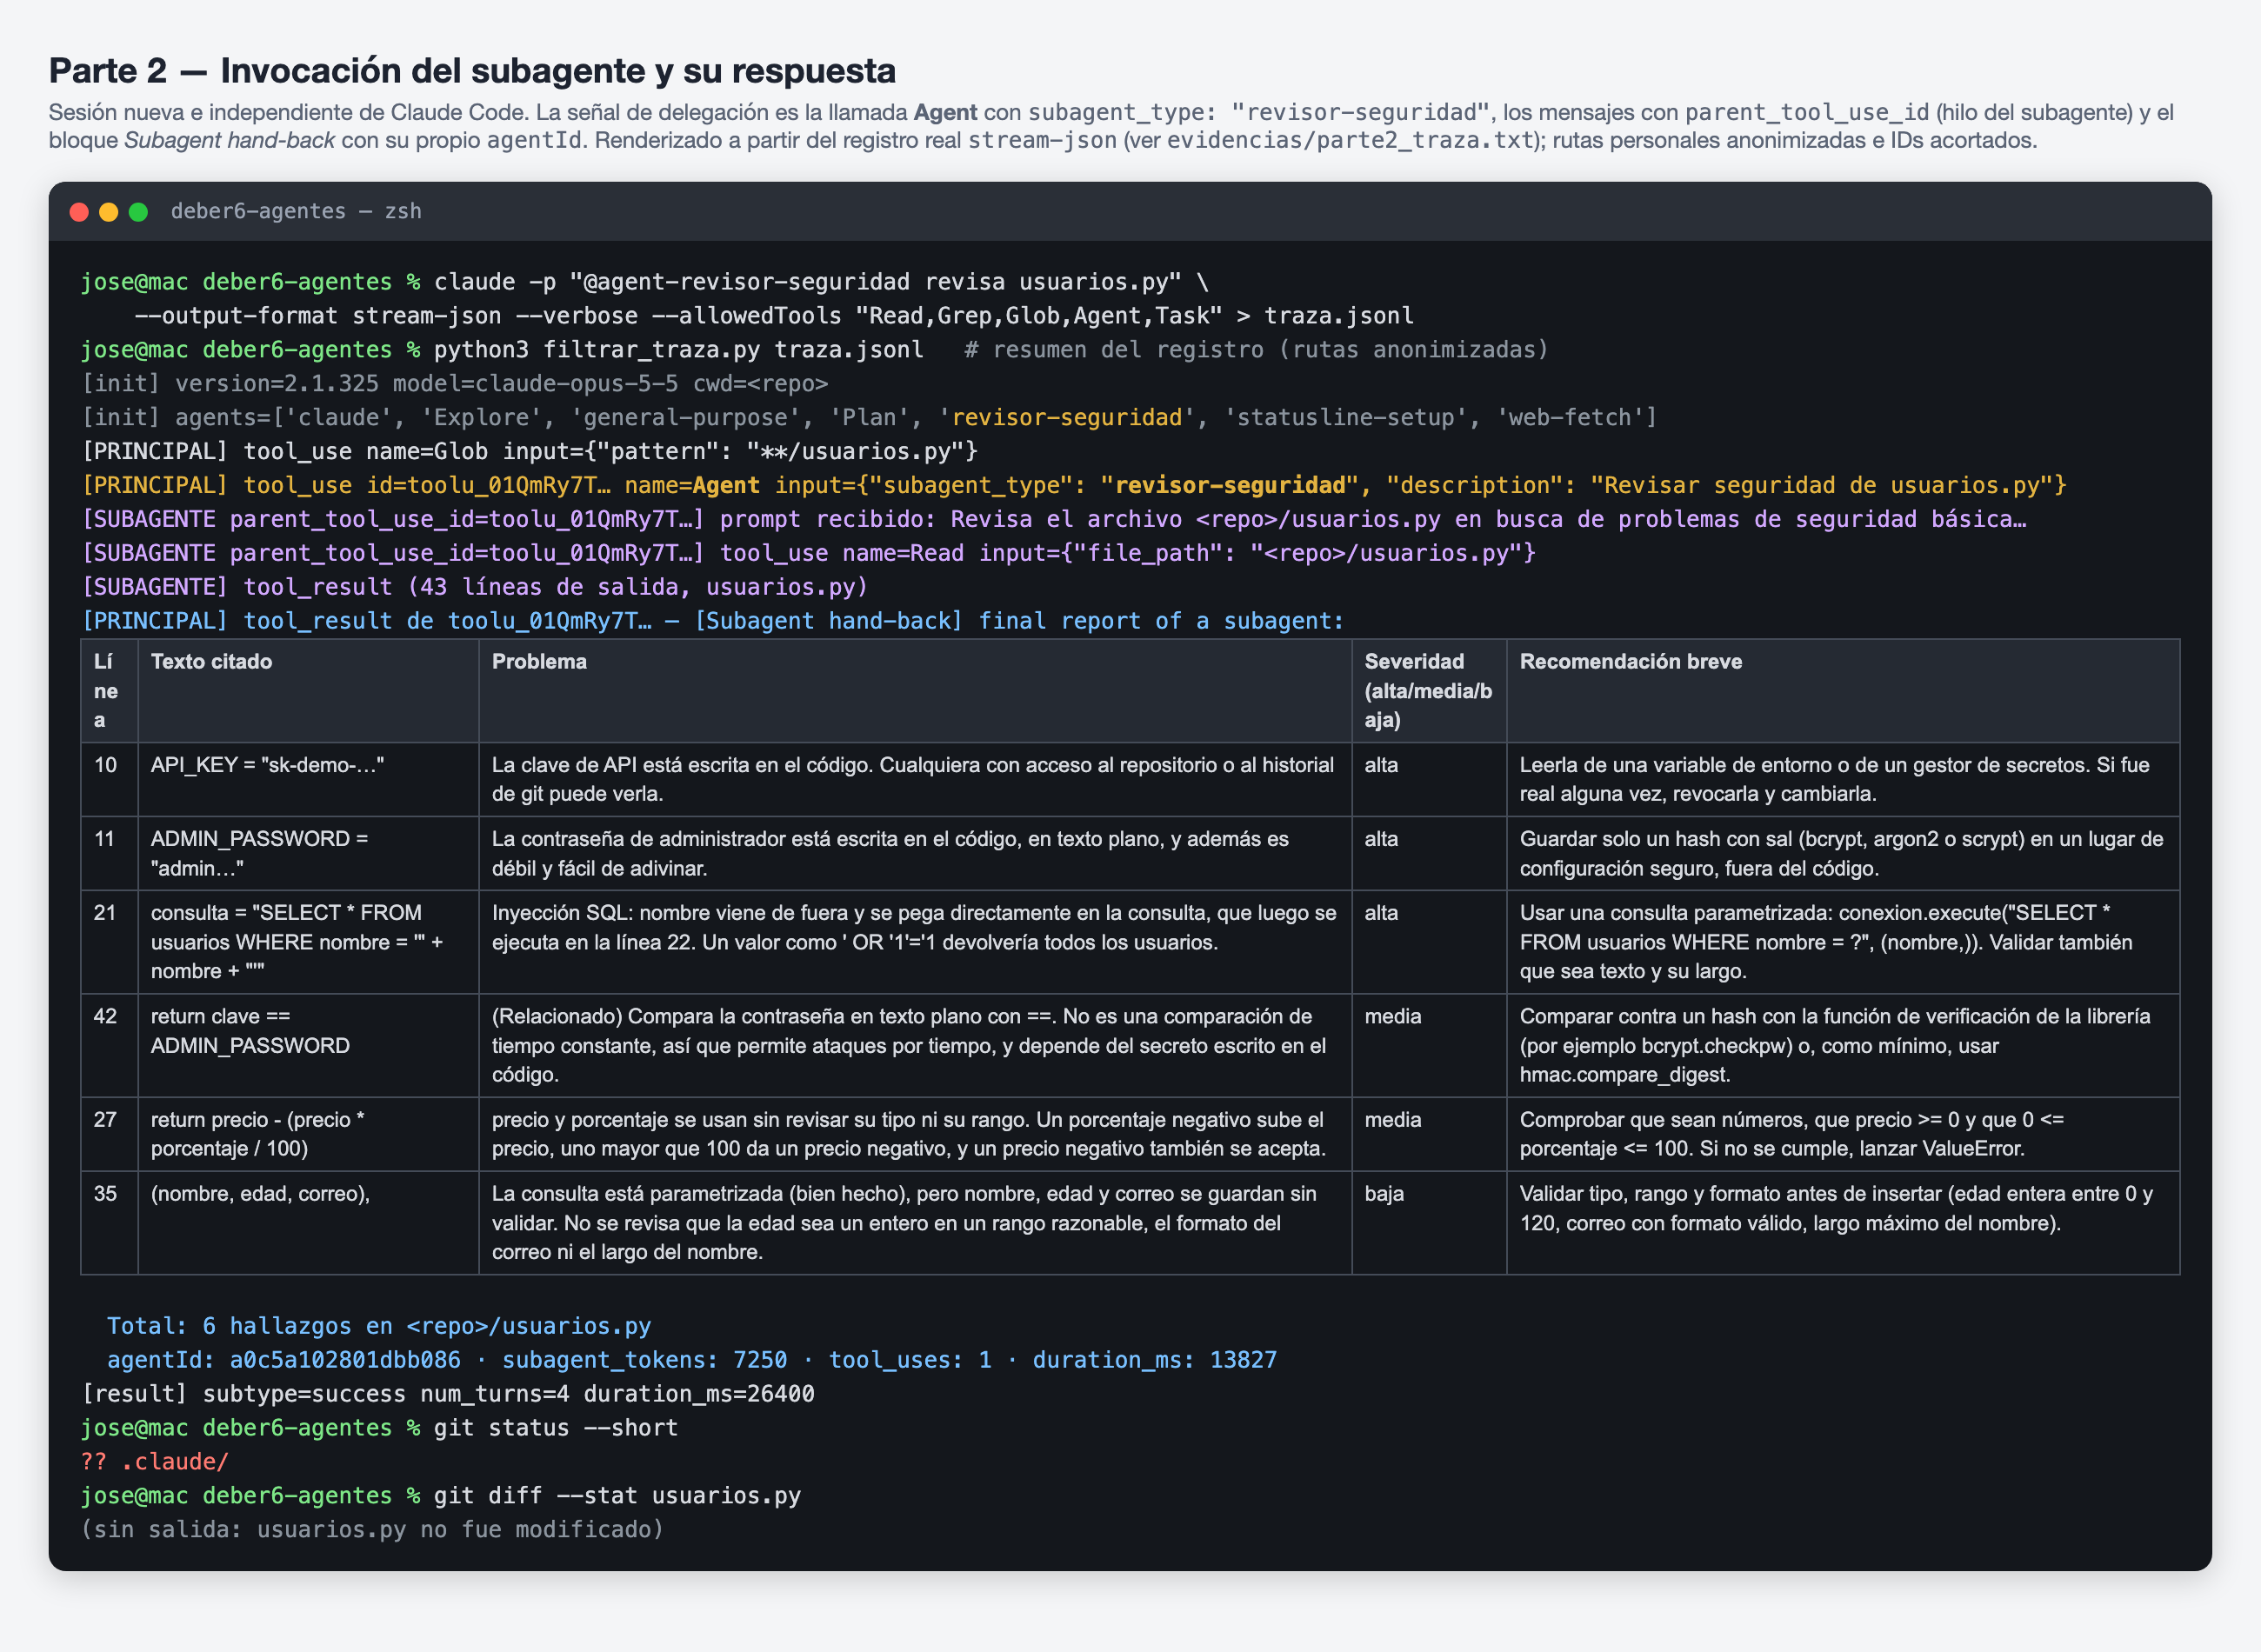 Parte 2 — Invocación del subagente y su respuesta
Sesión nueva e independiente de Claude Code. La señal de delegación es la llamada Agent con subagent_type: "revisor-seguridad", los mensajes con parent_tool_use_id (hilo del subagente) y el
bloque Subagent hand-back con su propio agentId. Renderizado a partir del registro real stream-json (ver evidencias/parte2_traza.txt); rutas personales anonimizadas e IDs acortados.
deber6-agentes — zsh
jose@mac deber6-agentes % claude -p "@agent-revisor-seguridad revisa usuarios.py" \
--output-format stream-json --verbose --allowedTools "Read,Grep,Glob,Agent,Task" > traza.jsonl
jose@mac deber6-agentes % python3 filtrar_traza.py traza.jsonl # resumen del registro (rutas anonimizadas)
[init] version=2.1.325 model=claude-opus-5-5 cwd=<repo>
[init] agents=['claude', 'Explore', 'general-purpose', 'Plan', 'revisor-seguridad', 'statusline-setup', 'web-fetch']
[PRINCIPAL] tool_use name=Glob input={"pattern": "**/usuarios.py"}
[PRINCIPAL] tool_use id=toolu_01QmRy7T… name=Agent input={"subagent_type": "revisor-seguridad", "description": "Revisar seguridad de usuarios.py"}
[SUBAGENTE parent_tool_use_id=toolu_01QmRy7T…] prompt recibido: Revisa el archivo <repo>/usuarios.py en busca de problemas de seguridad básica…
[SUBAGENTE parent_tool_use_id=toolu_01QmRy7T…] tool_use name=Read input={"file_path": "<repo>/usuarios.py"}
[SUBAGENTE] tool_result (43 líneas de salida, usuarios.py)
[PRINCIPAL] tool_result de toolu_01QmRy7T… — [Subagent hand-back] final report of a subagent:
Lí
ne
a
Texto citado
Problema
Severidad
(alta/media/b
aja)
Recomendación breve
10
API_KEY = "sk-demo-…"
La clave de API está escrita en el código. Cualquiera con acceso al repositorio o al historial
de git puede verla.
alta
Leerla de una variable de entorno o de un gestor de secretos. Si fue
real alguna vez, revocarla y cambiarla.
11
ADMIN_PASSWORD =
"admin…"
La contraseña de administrador está escrita en el código, en texto plano, y además es
débil y fácil de adivinar.
alta
Guardar solo un hash con sal (bcrypt, argon2 o scrypt) en un lugar de
configuración seguro, fuera del código.
21
consulta = "SELECT * FROM
usuarios WHERE nombre = '" +
nombre + "'"
Inyección SQL: nombre viene de fuera y se pega directamente en la consulta, que luego se
ejecuta en la línea 22. Un valor como ' OR '1'='1 devolvería todos los usuarios.
alta
Usar una consulta parametrizada: conexion.execute("SELECT *
FROM usuarios WHERE nombre = ?", (nombre,)). Validar también
que sea texto y su largo.
42
return clave ==
ADMIN_PASSWORD
(Relacionado) Compara la contraseña en texto plano con ==. No es una comparación de
tiempo constante, así que permite ataques por tiempo, y depende del secreto escrito en el
código.
media
Comparar contra un hash con la función de verificación de la librería
(por ejemplo bcrypt.checkpw) o, como mínimo, usar
hmac.compare_digest.
27
return precio - (precio *
porcentaje / 100)
precio y porcentaje se usan sin revisar su tipo ni su rango. Un porcentaje negativo sube el
precio, uno mayor que 100 da un precio negativo, y un precio negativo también se acepta.
media
Comprobar que sean números, que precio >= 0 y que 0 <=
porcentaje <= 100. Si no se cumple, lanzar ValueError.
35
(nombre, edad, correo),
La consulta está parametrizada (bien hecho), pero nombre, edad y correo se guardan sin
validar. No se revisa que la edad sea un entero en un rango razonable, el formato del
correo ni el largo del nombre.
baja
Validar tipo, rango y formato antes de insertar (edad entera entre 0 y
120, correo con formato válido, largo máximo del nombre).
Total: 6 hallazgos en <repo>/usuarios.py
agentId: a0c5a102801dbb086 · subagent_tokens: 7250 · tool_uses: 1 · duration_ms: 13827
[result] subtype=success num_turns=4 duration_ms=26400
jose@mac deber6-agentes % git status --short
?? .claude/
jose@mac deber6-agentes % git diff --stat usuarios.py
(sin salida: usuarios.py no fue modificado)